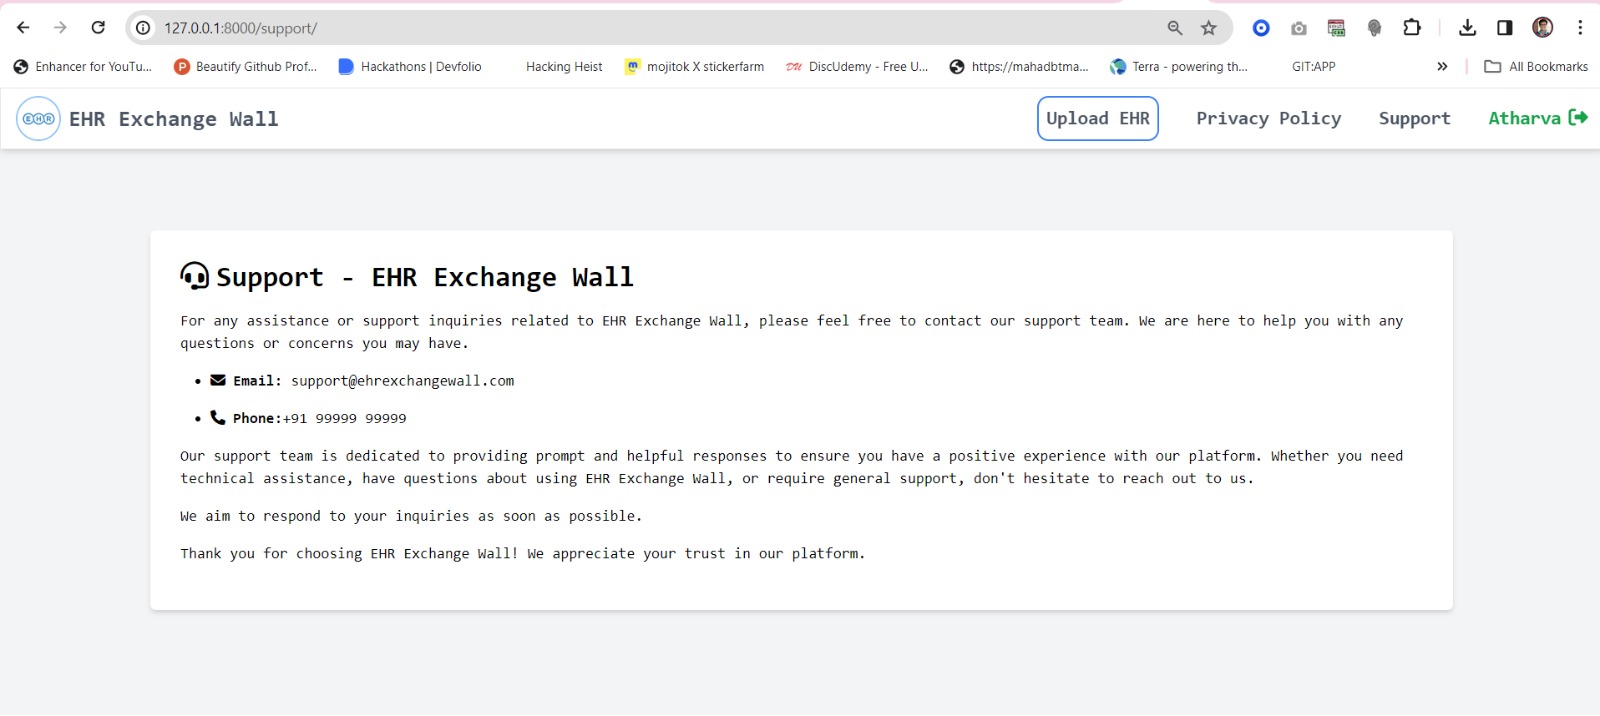 127.0.0.1:8000/support/
Enhancer for YouTu... Beautify Github Prof... Hackathons | Devfolio Hacking Heist mojitok X stickerfarm DiscUdemy - Free U... https://mahadbtma... Terra - powering th... GIT:APP » All Bookmarks
EHR EHR Exchange Wall Upload EHR Privacy Policy Support Atharva
Support - EHR Exchange Wall
For any assistance or support inquiries related to EHR Exchange Wall, please feel free to contact our support team. We are here to help you with any
questions or concerns you may have.
• Email: support@ehrexchangewall.com
• Phone:+91 99999 99999
Our support team is dedicated to providing prompt and helpful responses to ensure you have a positive experience with our platform. Whether you need
technical assistance, have questions about using EHR Exchange Wall, or require general support, don't hesitate to reach out to us.
We aim to respond to your inquiries as soon as possible.
Thank you for choosing EHR Exchange Wall! We appreciate your trust in our platform.